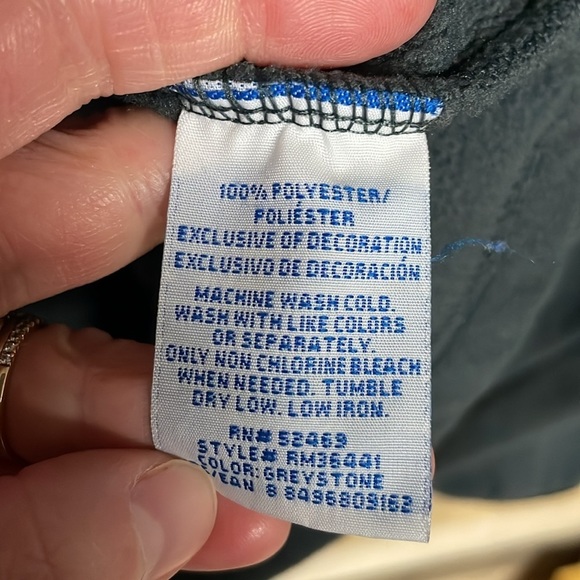 100% POLYESTER/
POLIÉSTER
EXCLUSIVE OF DECORATION
EXCLUSIVO DE DECORACIÓN
MACHINE WASH COLD.
WASH WITH LIKE COLORS
OR SEPARATELY.
ONLY NON CHLORINE BLEACH
WHEN NEEDED. TUMBLE
DRY LOW. LOW IRON.
RN# 52469
STYLE# RM36441
COLOR: GREYSTONE